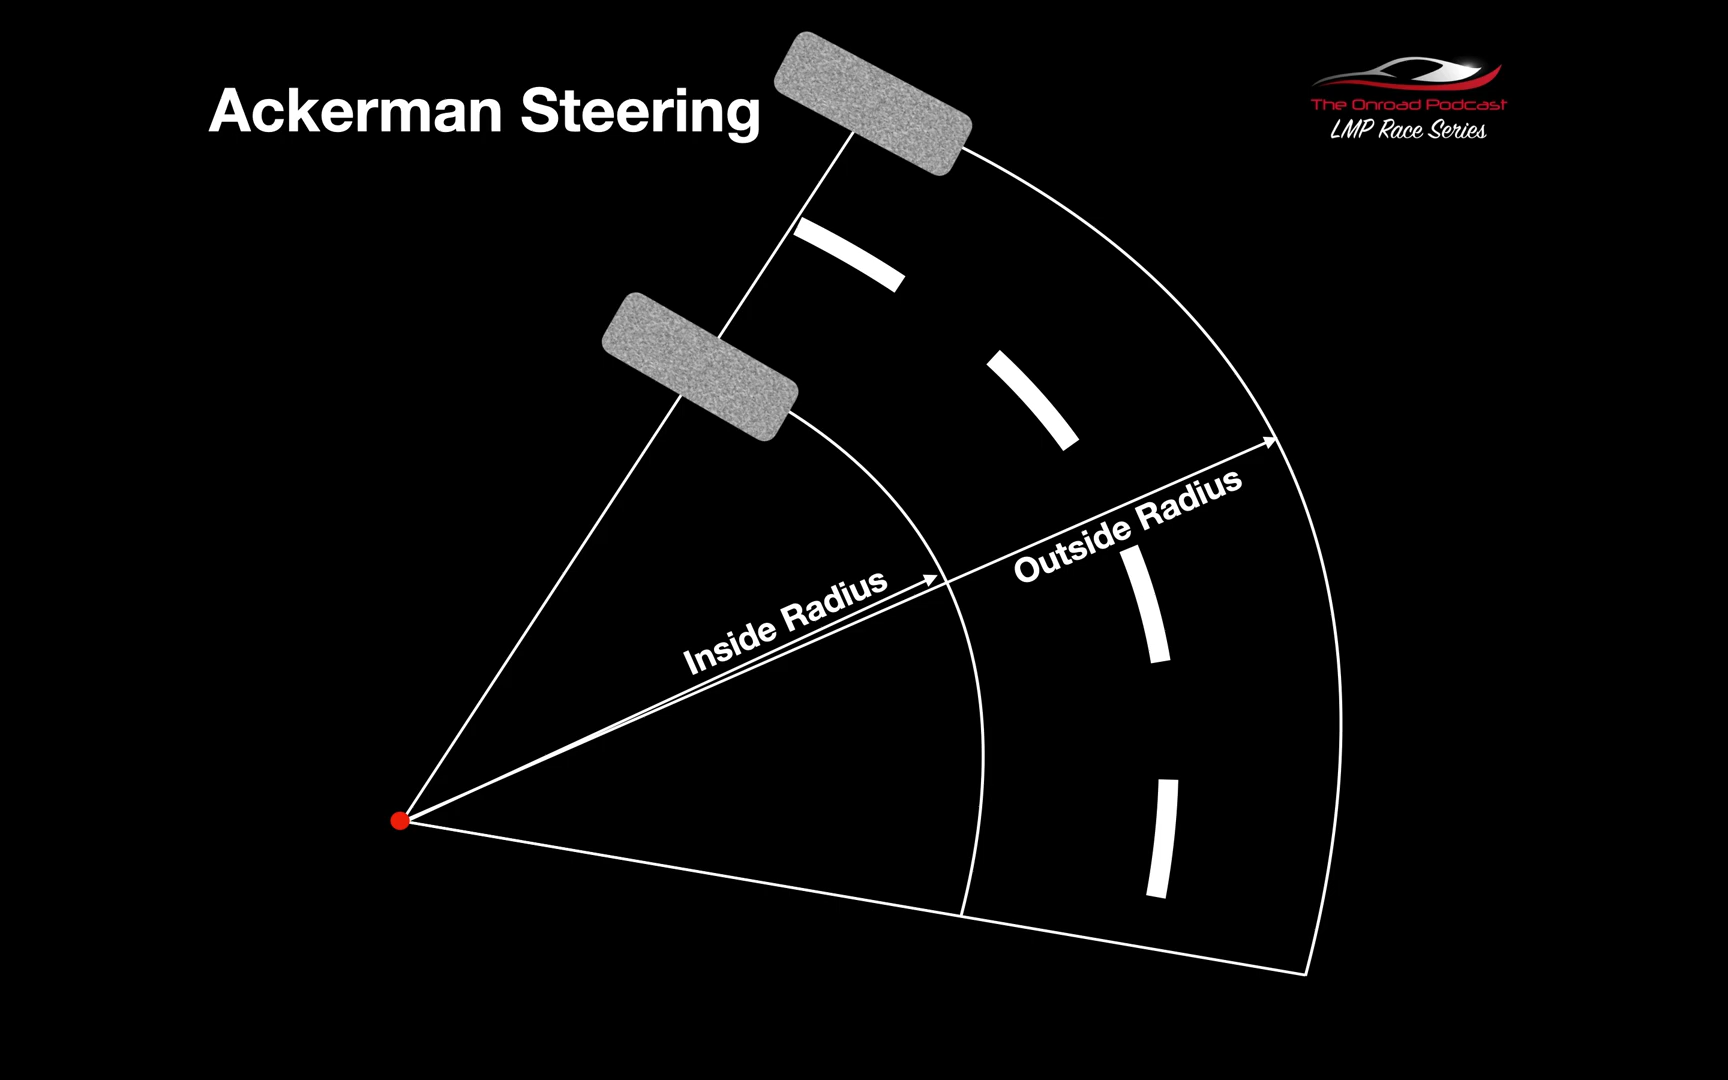 Ackerman Steering
The Onroad Podcast
LMP Race Series
Outside Radius
Inside Radius